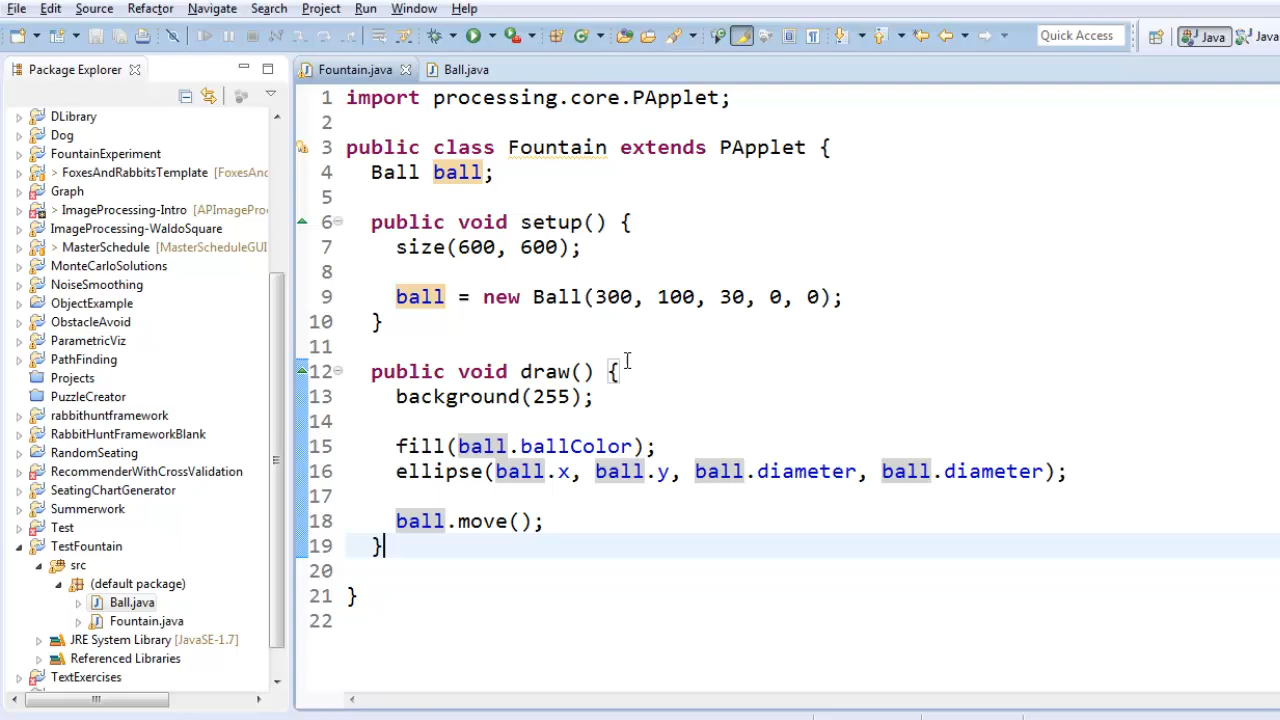 File Edit Source Refactor Navigate Search Project Run Window Help
Quick Access
Java
Java
Package Explorer
DLibrary
Dog
FountainExperiment
> FoxesAndRabbitsTemplate [FoxesAn
Graph
> ImageProcessing-Intro [APImagePro
ImageProcessing-WaldoSquare
> MasterSchedule [MasterScheduleGUI
MonteCarloSolutions
NoiseSmoothing
ObjectExample
ObstacleAvoid
ParametricViz
PathFinding
Projects
PuzzleCreator
rabbithuntframework
RabbitHuntFrameworkBlank
RandomSeating
RecommenderWithCrossValidation
SeatingChartGenerator
Summerwork
Test
TestFountain
src
(default package)
Ball.java
Fountain.java
JRE System Library [JavaSE-1.7]
Referenced Libraries
TextExercises
Fountain.java Ball.java
1 import processing.core.PApplet;
2
3 public class Fountain extends PApplet {
4 Ball ball;
5
6 public void setup() {
7 size(600, 600);
8
9 ball = new Ball(300, 100, 30, 0, 0);
10 }
11
12 public void draw() {
13 background(255);
14
15 fill(ball.ballColor);
16 ellipse(ball.x, ball.y, ball.diameter, ball.diameter);
17
18 ball.move();
19 }
20
21 }
22